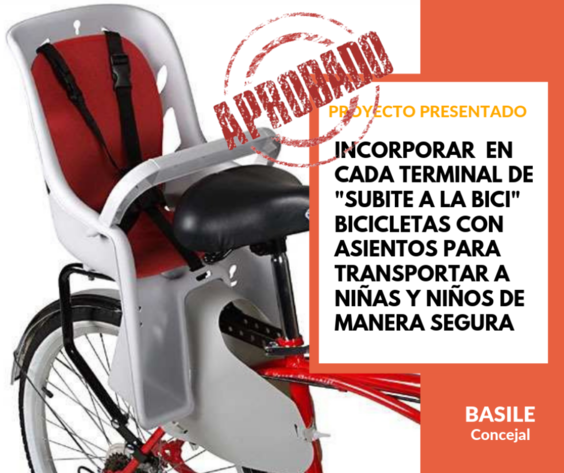 APROBADO
PROYECTO PRESENTADO
INCORPORAR EN
CADA TERMINAL DE
"SUBITE A LA BICI"
BICICLETAS CON
ASIENTOS PARA
TRANSPORTAR A
NIÑAS Y NIÑOS DE
MANERA SEGURA
BASILE
Concejal